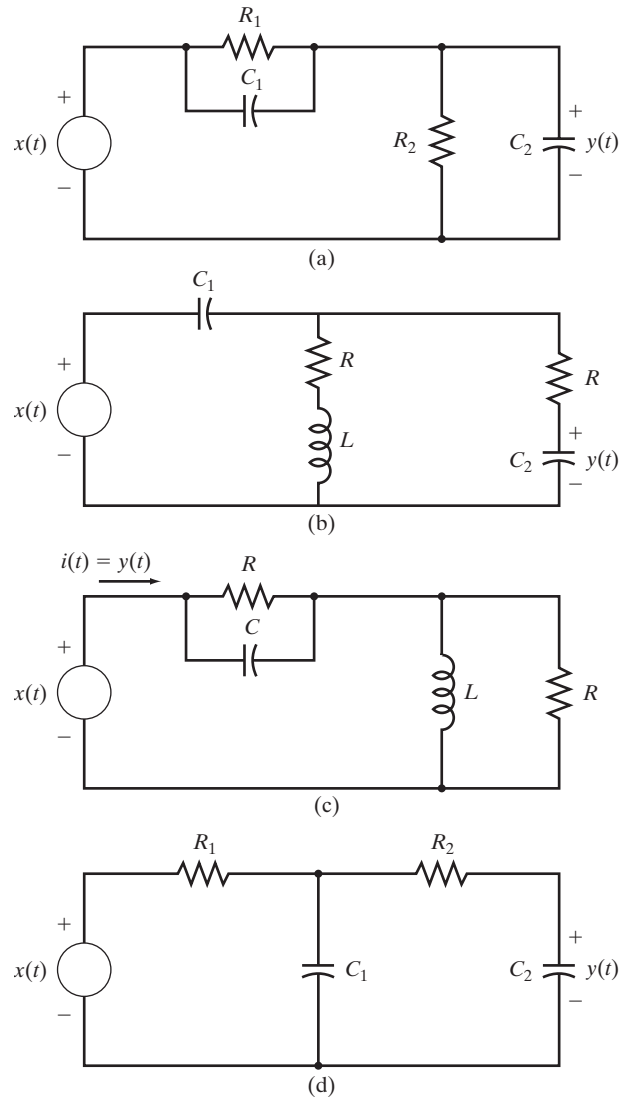 R₁
C₁
+
x(t)
−
R₂
C₂
+
y(t)
−
(a)
C₁
+
x(t)
−
R
L
R
+
C₂
y(t)
−
(b)
i(t) = y(t)
R
C
+
x(t)
−
L
R
(c)
R₁
R₂
+
x(t)
−
C₁
C₂
+
y(t)
−
(d)